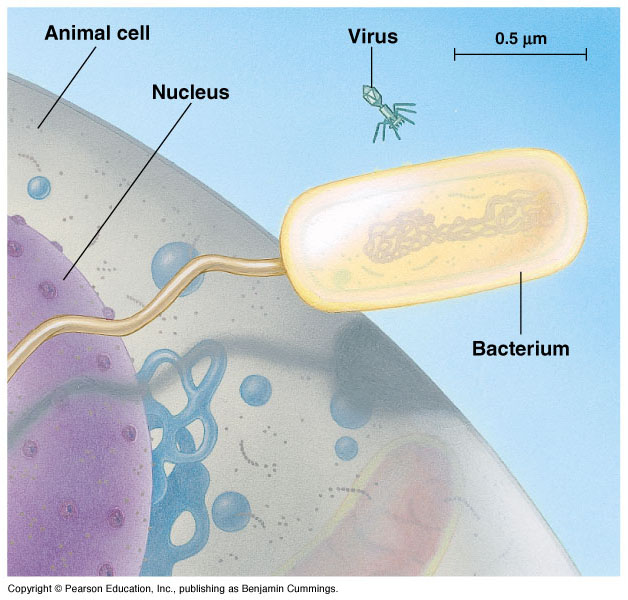 Animal cell
Virus
0.5 µm
Nucleus
Bacterium
Copyright © Pearson Education, Inc., publishing as Benjamin Cummings.